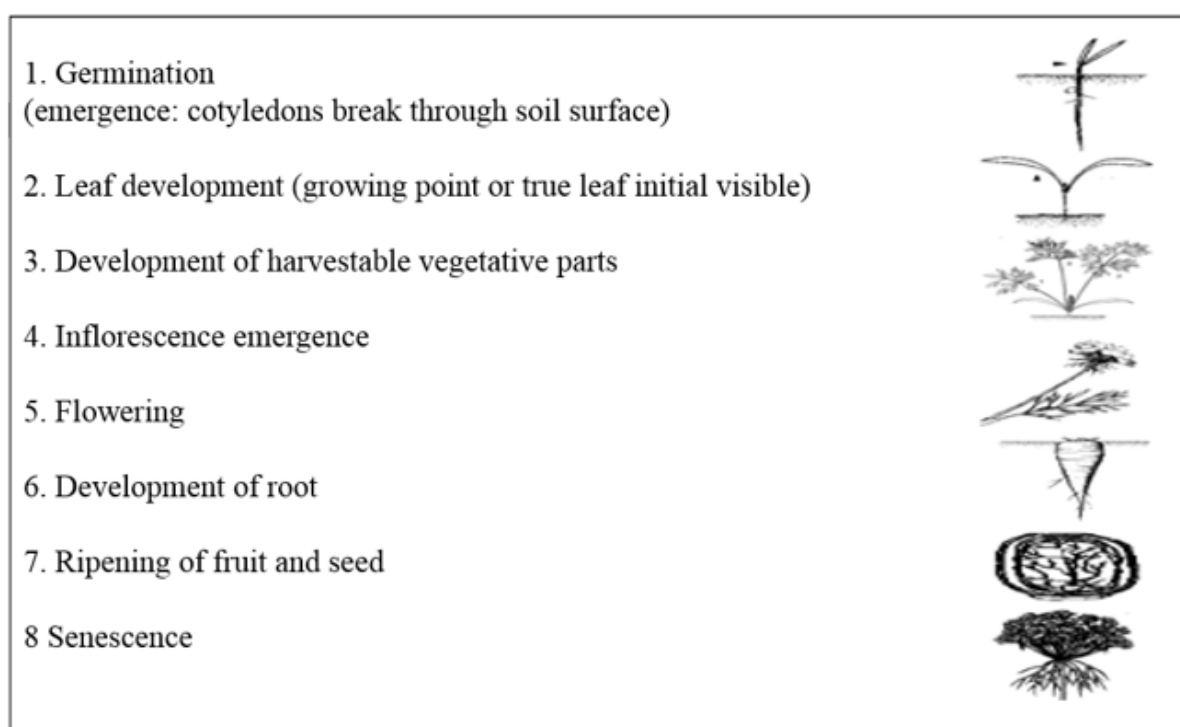 1. Germination
(emergence: cotyledons break through soil surface)
2. Leaf development (growing point or true leaf initial visible)
3. Development of harvestable vegetative parts
4. Inflorescence emergence
5. Flowering
6. Development of root
7. Ripening of fruit and seed
8 Senescence